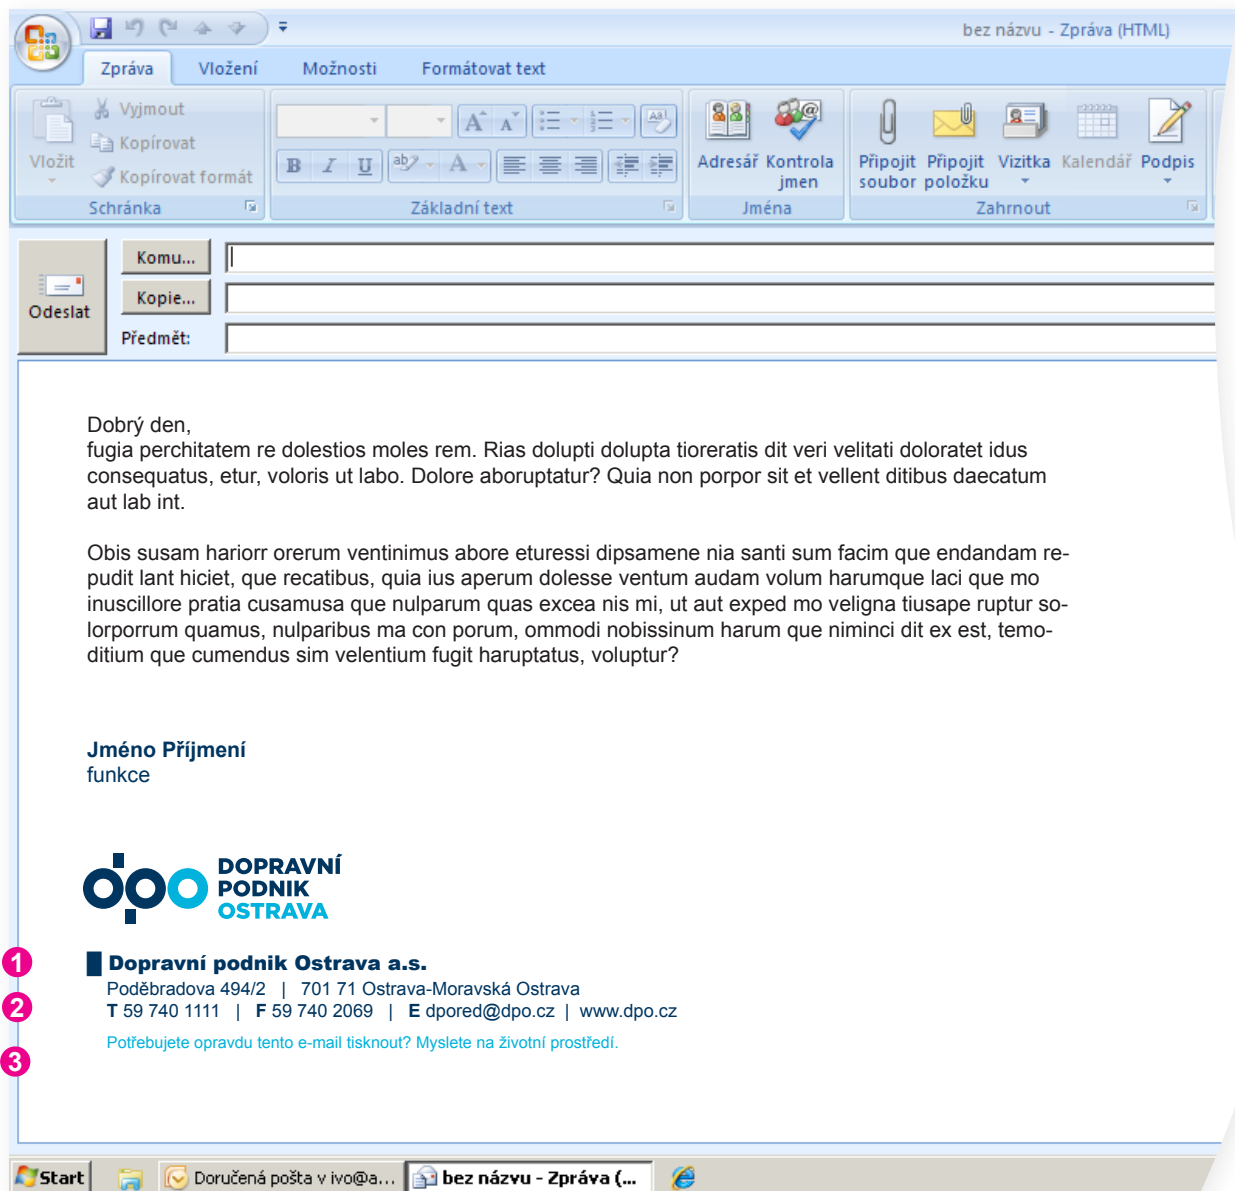 bez názvu - Zpráva (HTML)
Zpráva Vložení Možnosti Formátovat text
Vložit
Vyjmout
Kopírovat
Kopírovat formát
Schránka
B I U
Základní text
Adresář Kontrola jmen
Jména
Připojit soubor Připojit položku Vizitka Kalendář Podpis
Zahrnout
Odeslat
Komu...
Kopie...
Předmět:
Dobrý den,
fugia perchitatem re dolestios moles rem. Rias dolupti dolupta tioreratis dit veri velitati doloratet idus
consequatus, etur, voloris ut labo. Dolore aboruptatur? Quia non porpor sit et vellent ditibus daecatum
aut lab int.
Obis susam hariorr orerum ventinimus abore eturessi dipsamene nia santi sum facim que endandam re-
pudit lant hiciet, que recatibus, quia ius aperum dolesse ventum audam volum harumque laci que mo
inuscillore pratia cusamusa que nulparum quas excea nis mi, ut aut exped mo veligna tiusape ruptur so-
lorporrum quamus, nulparibus ma con porum, ommodi nobissinum harum que niminci dit ex est, temo-
ditium que cumendus sim velentium fugit haruptatus, voluptur?
Jméno Příjmení
funkce
dpo
DOPRAVNÍ
PODNIK
OSTRAVA
1 Dopravní podnik Ostrava a.s.
Poděbradova 494/2 | 701 71 Ostrava-Moravská Ostrava
2 T 59 740 1111 | F 59 740 2069 | E dpored@dpo.cz | www.dpo.cz
Potřebujete opravdu tento e-mail tisknout? Myslete na životní prostředí.
3
Start Doručená pošta v ivo@a... bez názvu - Zpráva (...